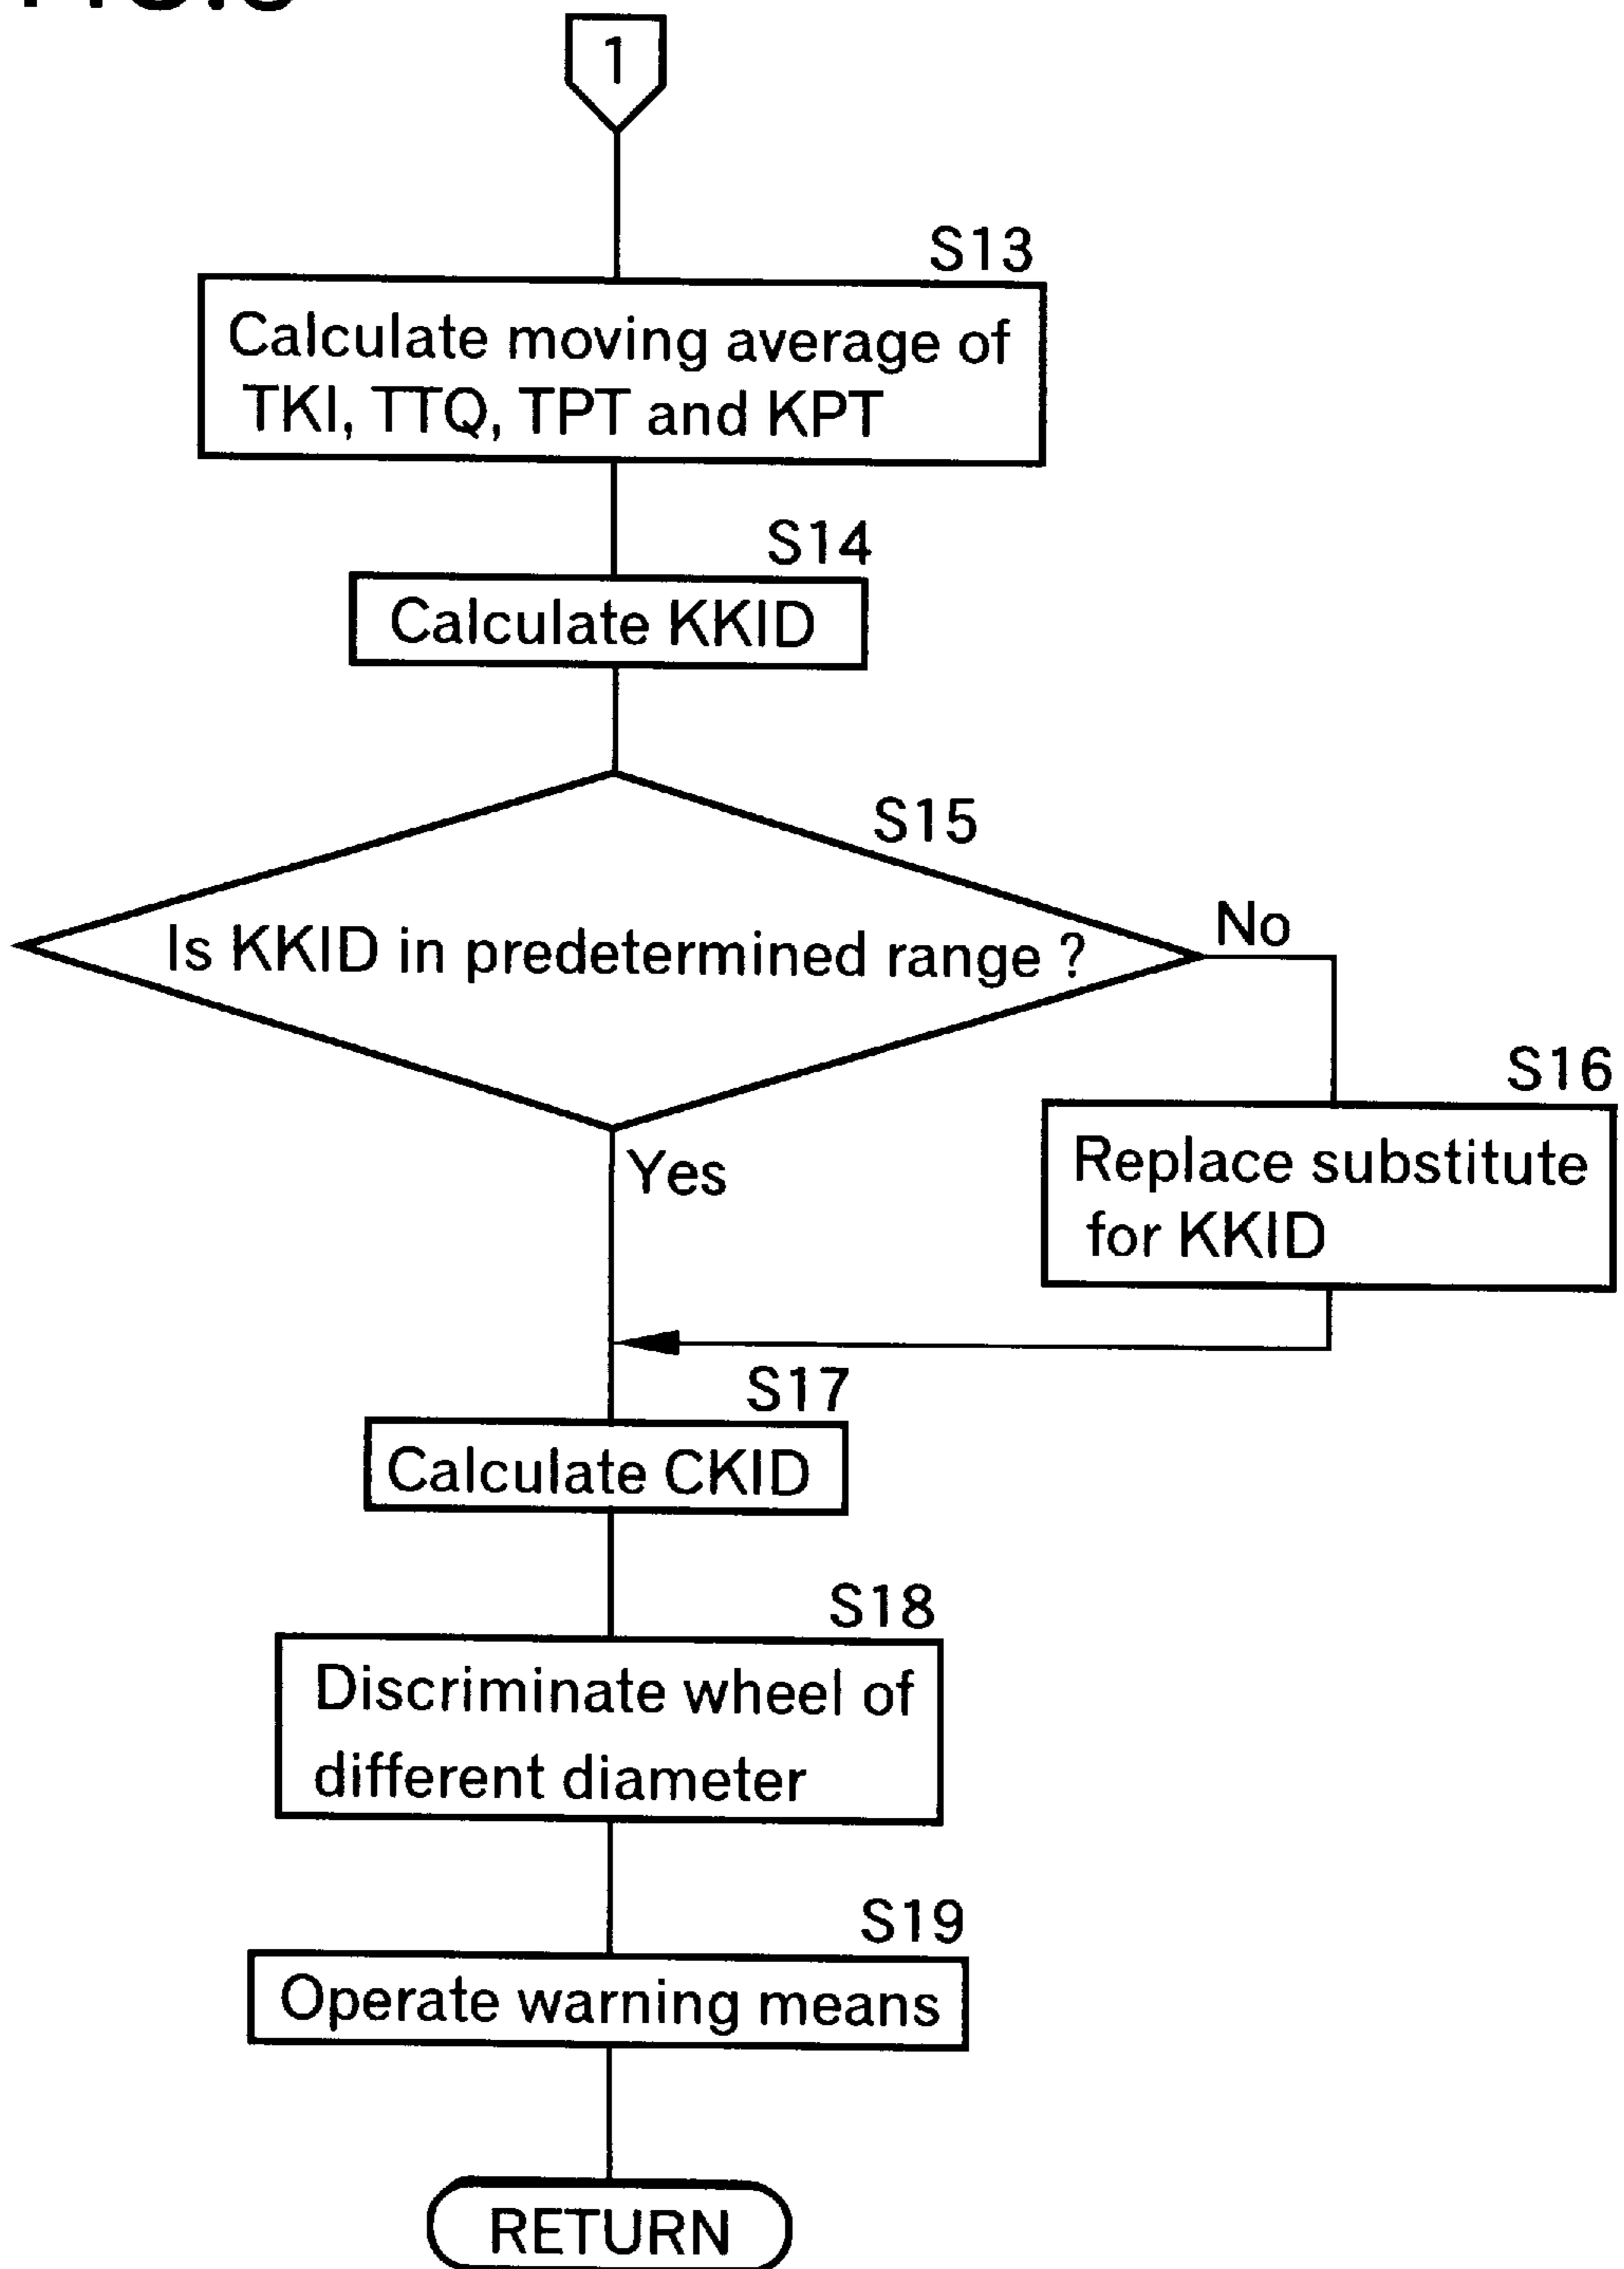 1
S13
Calculate moving average of
TKI, TTQ, TPT and KPT
S14
Calculate KKID
S15
Is KKID in predetermined range ?
No
Yes
S16
Replace substitute
for KKID
S17
Calculate CKID
S18
Discriminate wheel of
different diameter
S19
Operate warning means
RETURN